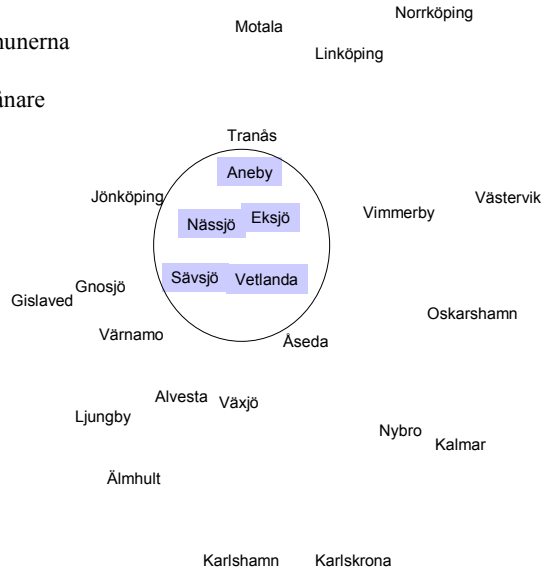 Norrköping
Motala
Linköping
Tranås
Aneby
Jönköping
Västervik
Vimmerby
Nässjö
Eksjö
Sävsjö
Vetlanda
Gnosjö
Gislaved
Oskarshamn
Värnamo
Åseda
Alvesta
Växjö
Ljungby
Nybro
Kalmar
Älmhult
Karlshamn
Karlskrona